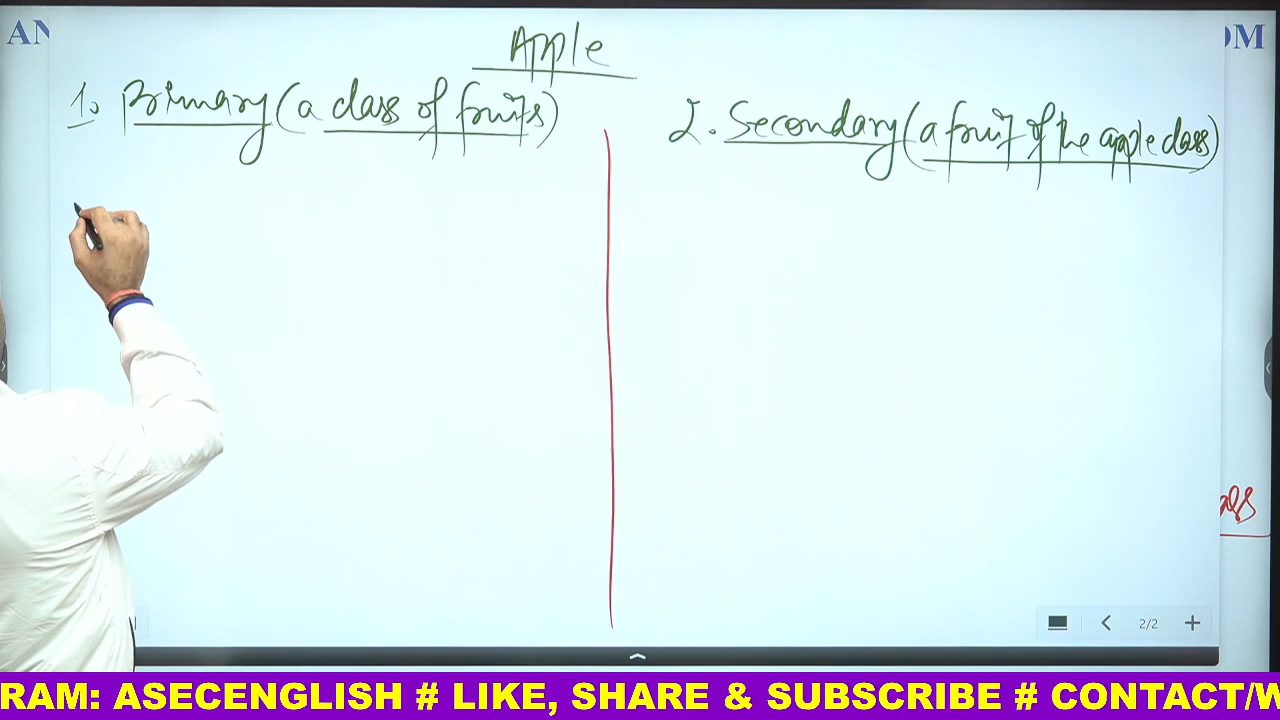 AN
OM
Apple
1. Primary (a class of fruits)
2. Secondary (a fruit of the apple class)
2/2
RAM: ASECENGLISH # LIKE, SHARE & SUBSCRIBE # CONTACT/W